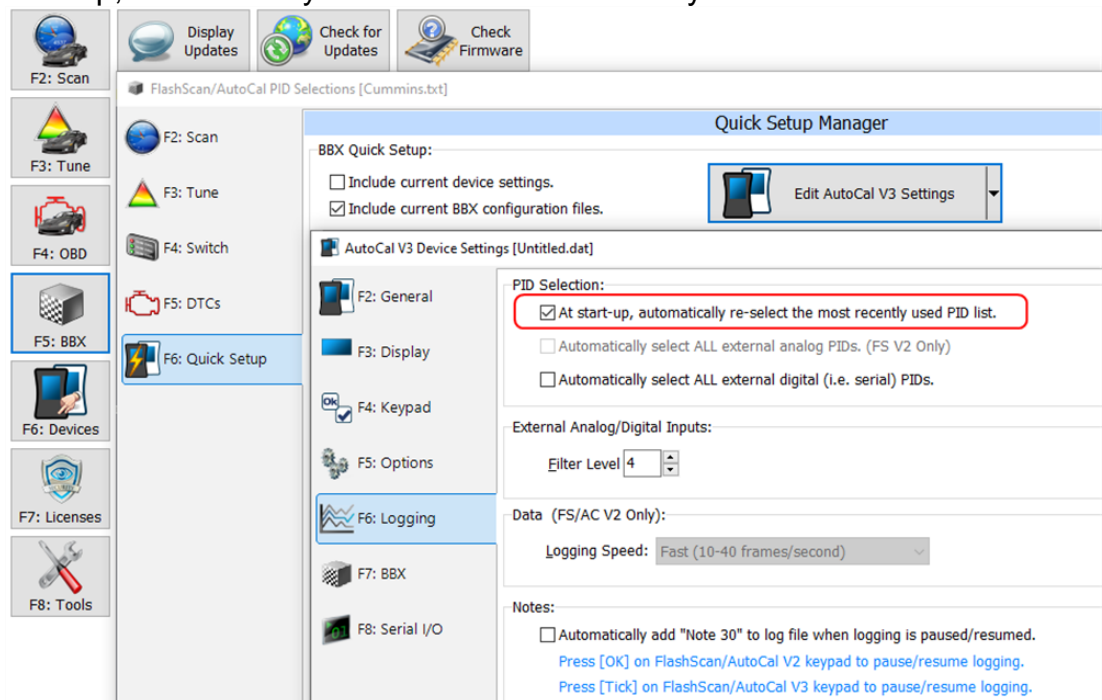 Display Updates
Check for Updates
Check Firmware
F2: Scan
F3: Tune
F4: OBD
F5: BBX
F6: Devices
F7: Licenses
F8: Tools
FlashScan/AutoCal PID Selections [Cummins.txt]
F2: Scan
F3: Tune
F4: Switch
F5: DTCs
F6: Quick Setup
Quick Setup Manager
BBX Quick Setup:
Include current device settings.
Include current BBX configuration files.
Edit AutoCal V3 Settings
AutoCal V3 Device Settings [Untitled.dat]
F2: General
F3: Display
F4: Keypad
F5: Options
F6: Logging
F7: BBX
F8: Serial I/O
PID Selection:
At start-up, automatically re-select the most recently used PID list.
Automatically select ALL external analog PIDs. (FS V2 Only)
Automatically select ALL external digital (i.e. serial) PIDs.
External Analog/Digital Inputs:
Filter Level 4
Data (FS/AC V2 Only):
Logging Speed: Fast (10-40 frames/second)
Notes:
Automatically add "Note 30" to log file when logging is paused/resumed.
Press [OK] on FlashScan/AutoCal V2 keypad to pause/resume logging.
Press [Tick] on FlashScan/AutoCal V3 keypad to pause/resume logging.